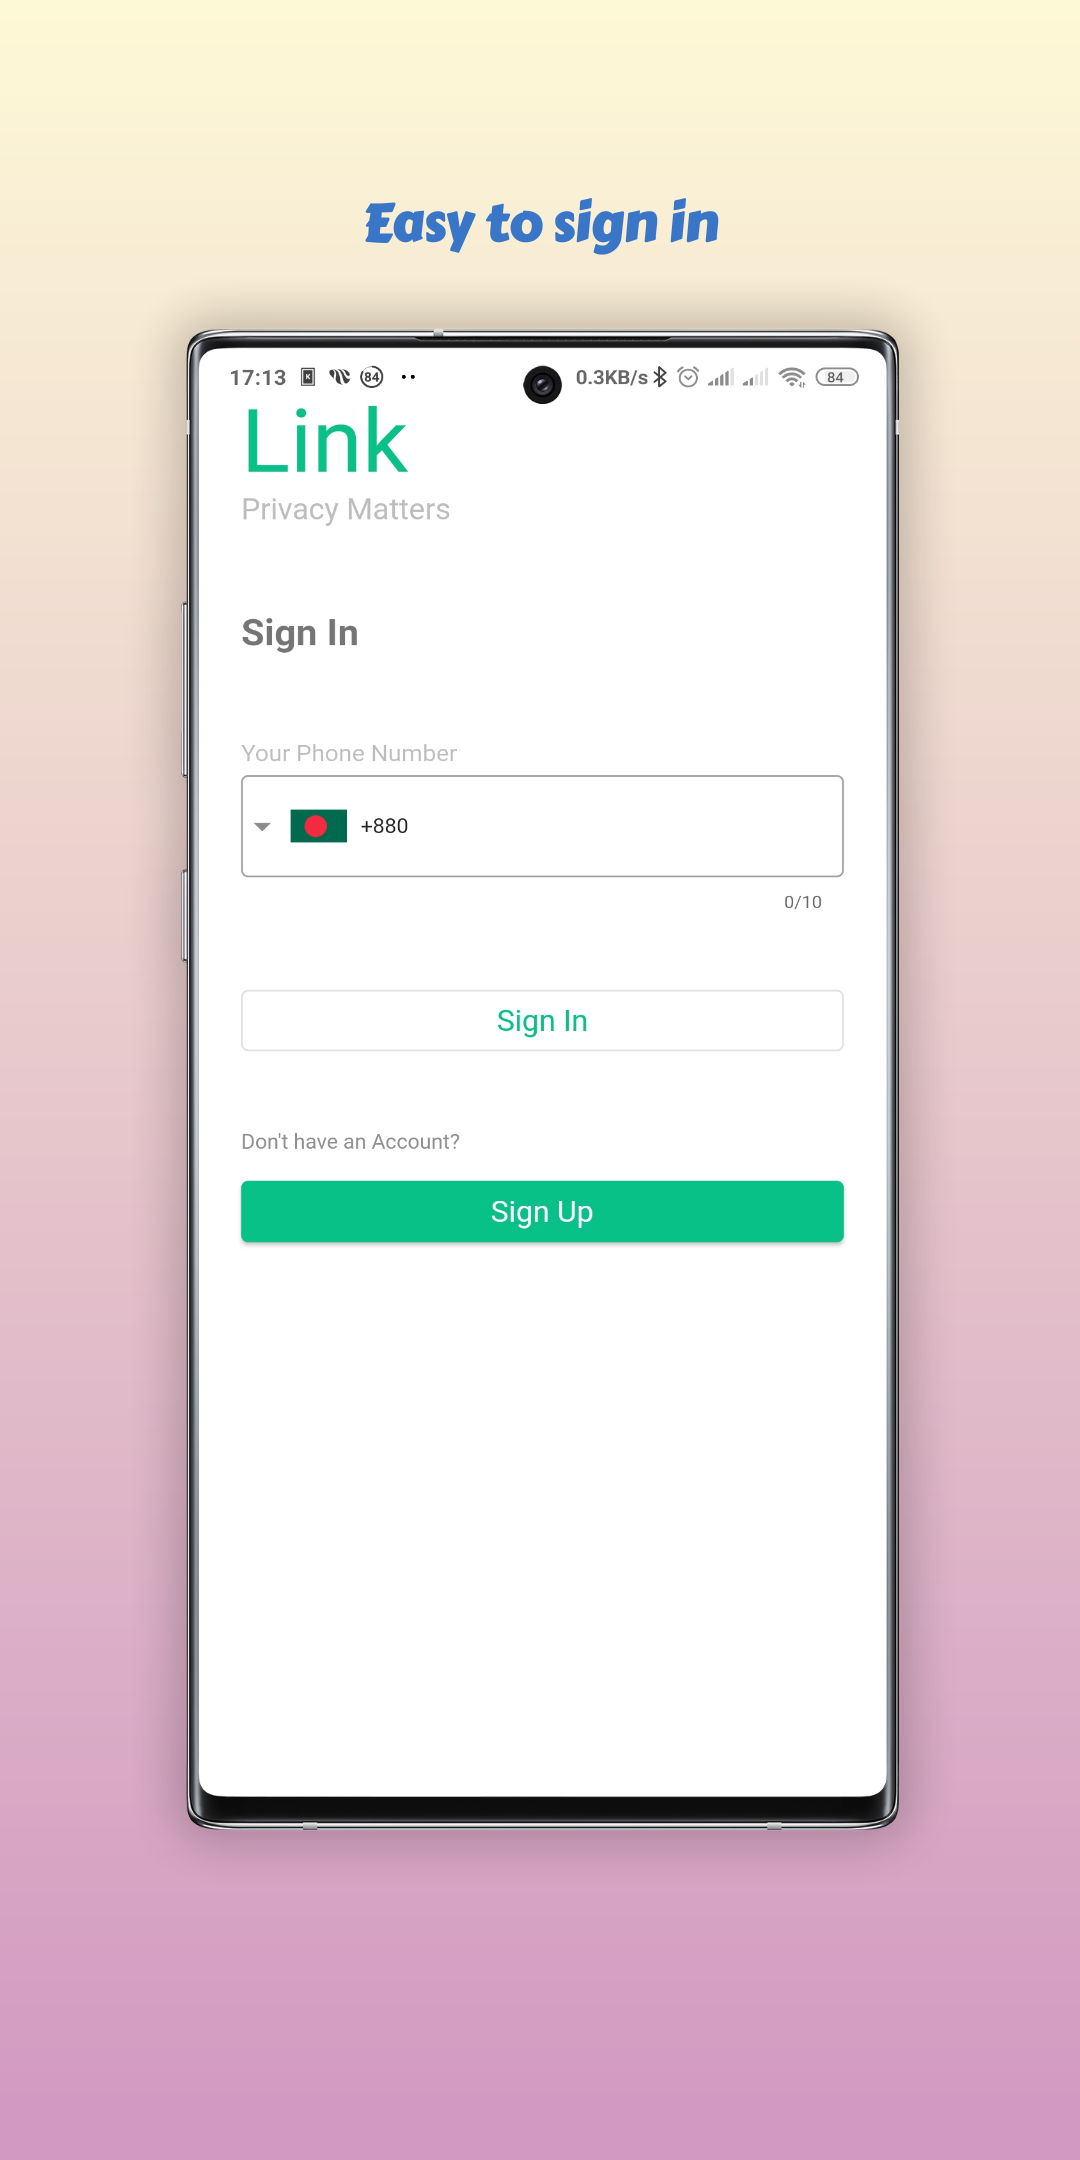 Easy to sign in
17:13 84 0.3KB/s 84
Link
Privacy Matters
Sign In
Your Phone Number
+880
0/10
Sign In
Don't have an Account?
Sign Up